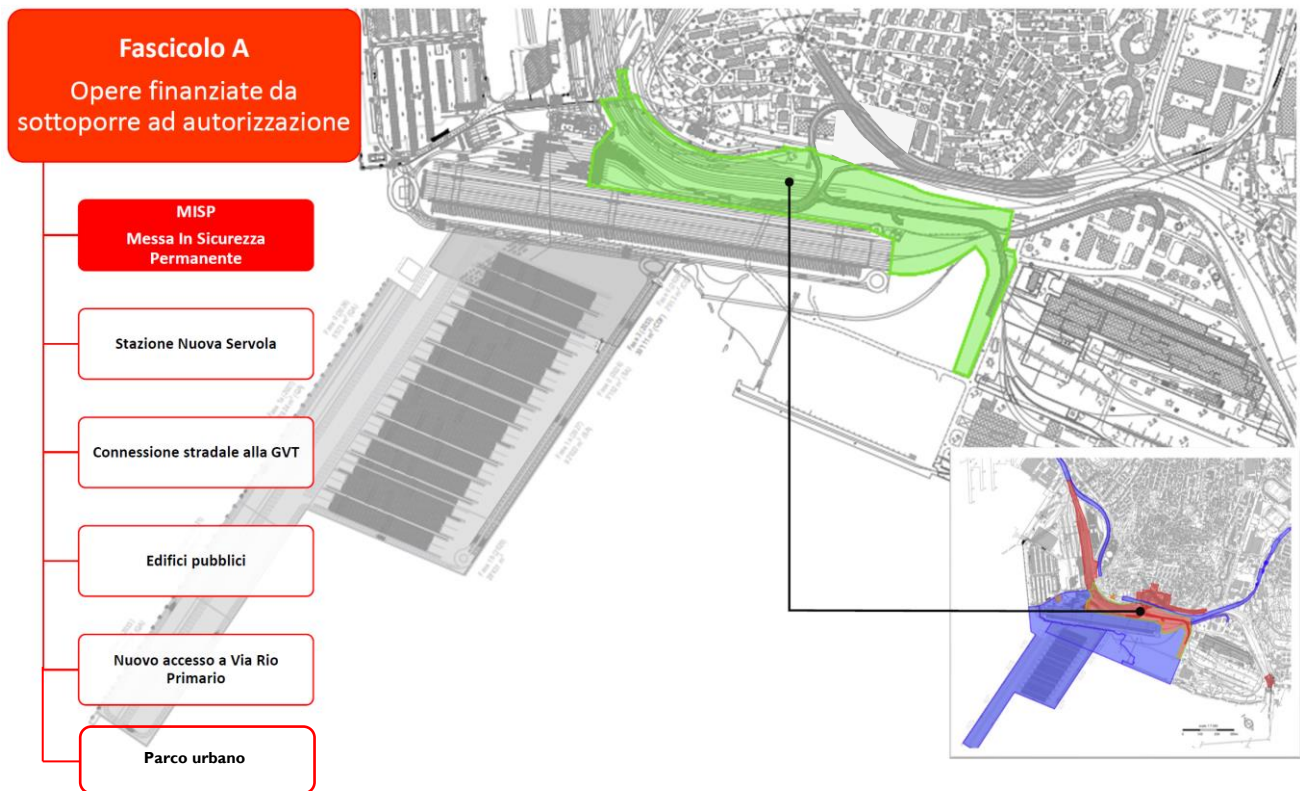 Fascicolo A
Opere finanziate da
sottoporre ad autorizzazione
MISP
Messa In Sicurezza
Permanente
Stazione Nuova Servola
Connessione stradale alla GVT
Edifici pubblici
Nuovo accesso a Via Rio
Primario
Parco urbano